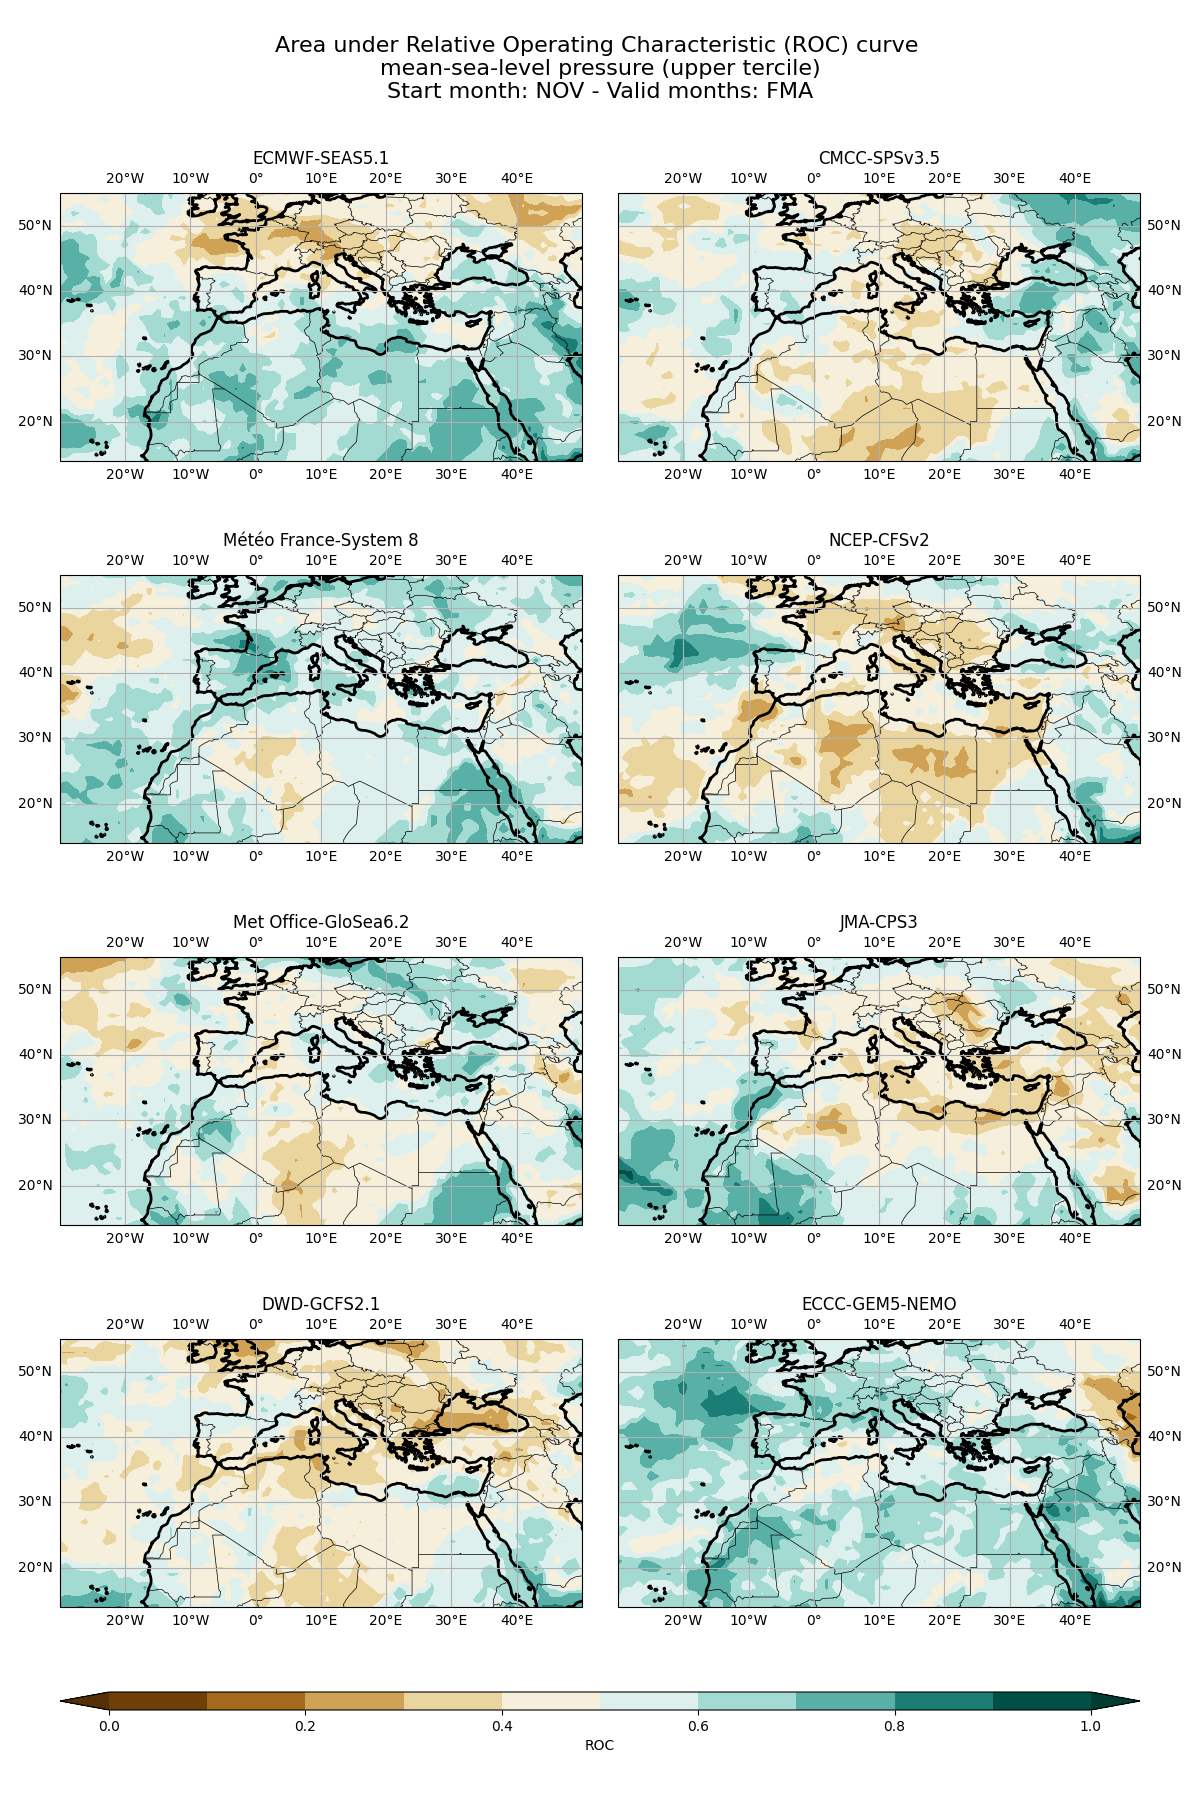 Area under Relative Operating Characteristic (ROC) curve
mean-sea-level pressure (upper tercile)
Start month: NOV - Valid months: FMA
ECMWF-SEAS5.1
20°W 10°W 0° 10°E 20°E 30°E 40°E
50°N
40°N
30°N
20°N
20°W 10°W 0° 10°E 20°E 30°E 40°E
CMCC-SPSv3.5
20°W 10°W 0° 10°E 20°E 30°E 40°E
50°N
40°N
30°N
20°N
20°W 10°W 0° 10°E 20°E 30°E 40°E
Météo France-System 8
20°W 10°W 0° 10°E 20°E 30°E 40°E
50°N
40°N
30°N
20°N
20°W 10°W 0° 10°E 20°E 30°E 40°E
NCEP-CFSv2
20°W 10°W 0° 10°E 20°E 30°E 40°E
50°N
40°N
30°N
20°N
20°W 10°W 0° 10°E 20°E 30°E 40°E
Met Office-GloSea6.2
20°W 10°W 0° 10°E 20°E 30°E 40°E
50°N
40°N
30°N
20°N
20°W 10°W 0° 10°E 20°E 30°E 40°E
JMA-CPS3
20°W 10°W 0° 10°E 20°E 30°E 40°E
50°N
40°N
30°N
20°N
20°W 10°W 0° 10°E 20°E 30°E 40°E
DWD-GCFS2.1
20°W 10°W 0° 10°E 20°E 30°E 40°E
50°N
40°N
30°N
20°N
20°W 10°W 0° 10°E 20°E 30°E 40°E
ECCC-GEM5-NEMO
20°W 10°W 0° 10°E 20°E 30°E 40°E
50°N
40°N
30°N
20°N
20°W 10°W 0° 10°E 20°E 30°E 40°E
0.0 0.2 0.4 0.6 0.8 1.0
ROC